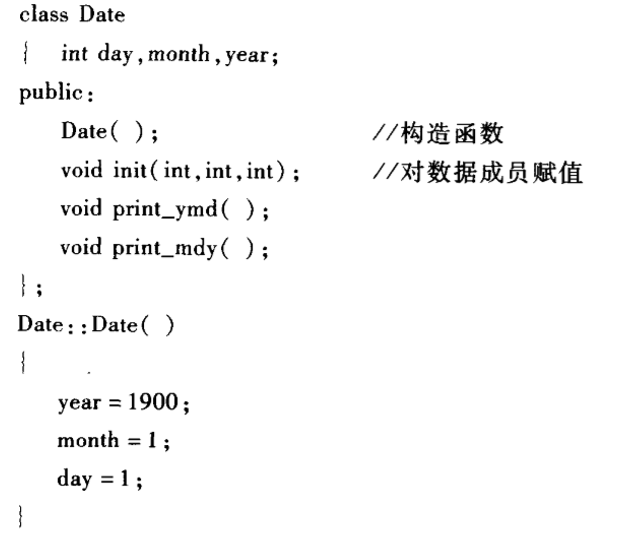 class Date
{ int day,month,year;
public:
Date( ); //构造函数
void init(int,int,int); //对数据成员赋值
void print_ymd( );
void print_mdy( );
};
Date::Date( )
{
year = 1900;
month = 1;
day = 1;
}